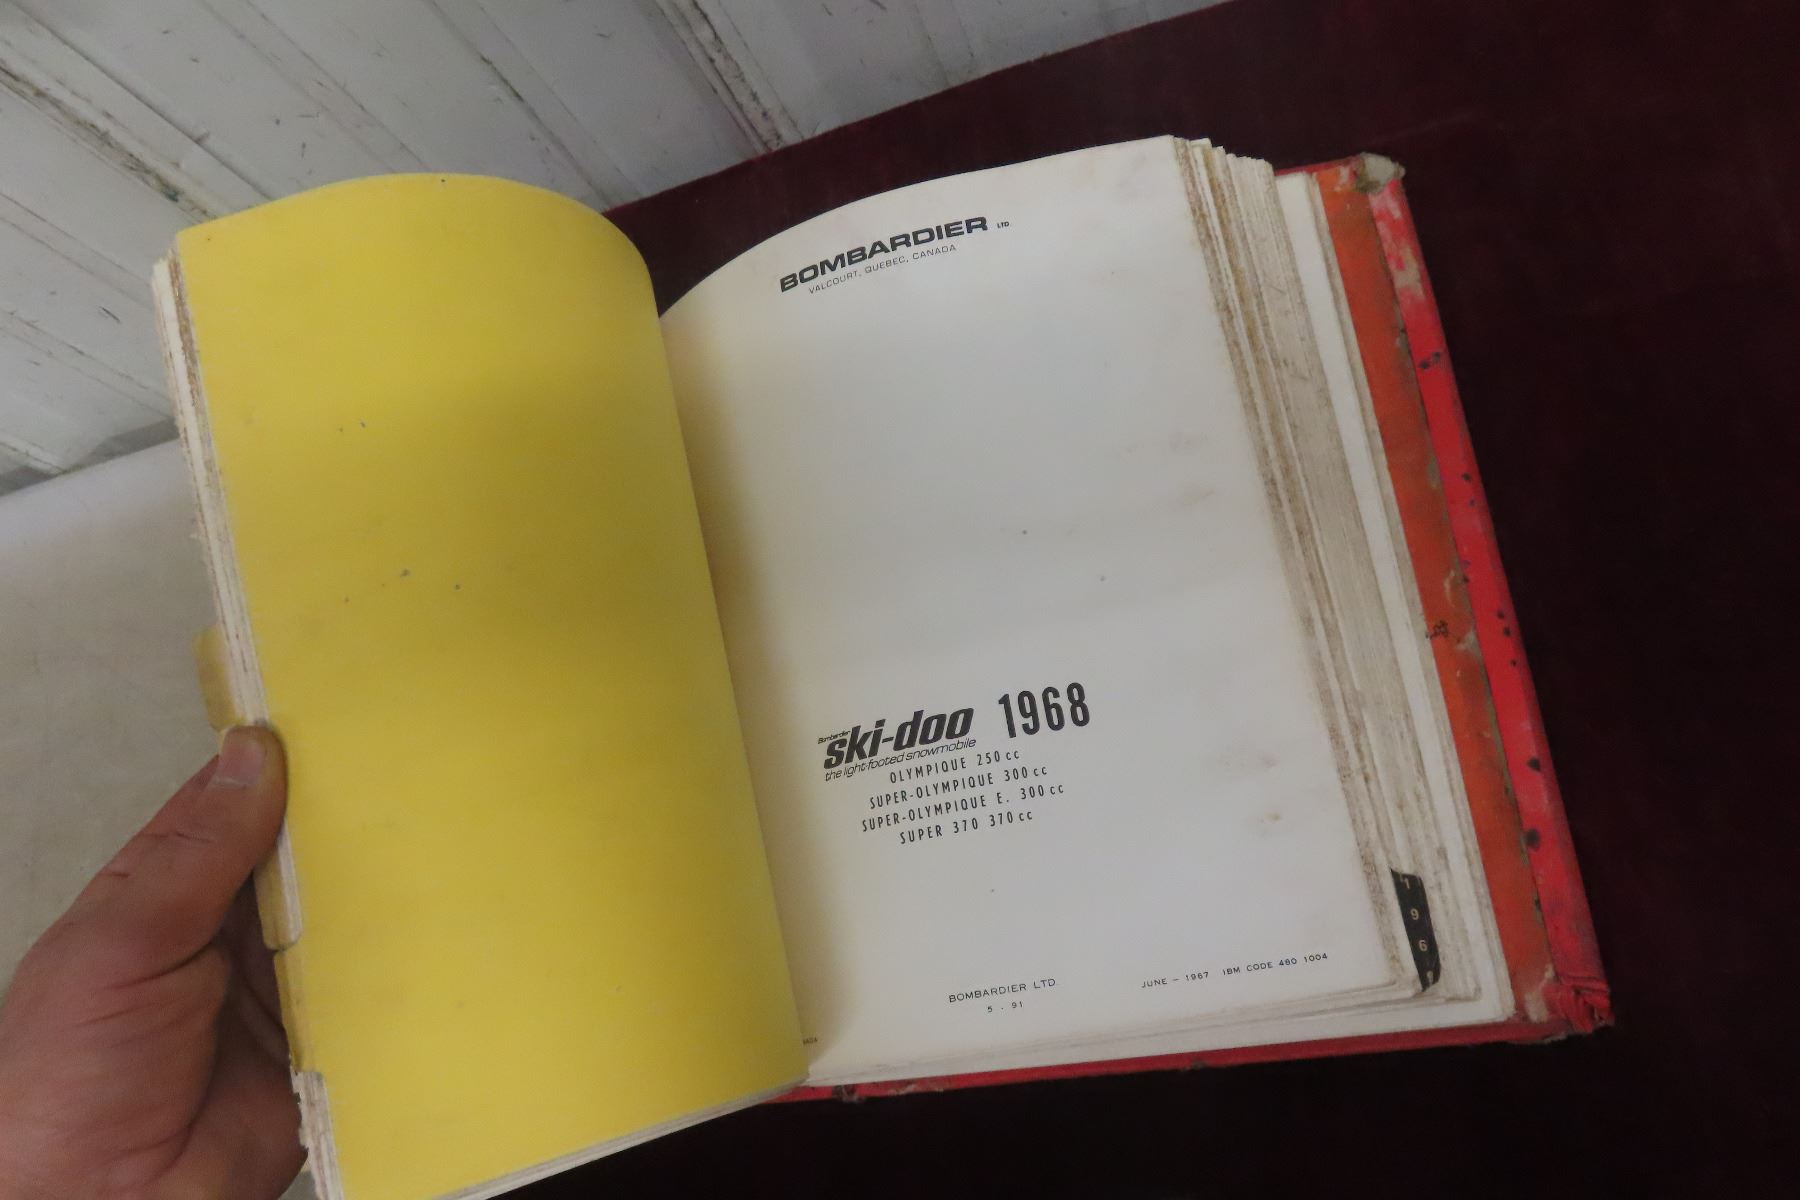 BOMBARDIER LTD.
VALCOURT, QUEBEC, CANADA
Bombardier
ski-doo 1968
the light-footed snowmobile
OLYMPIQUE 250 cc
SUPER-OLYMPIQUE 300 cc
SUPER-OLYMPIQUE E. 300 cc
SUPER 370 370 cc
BOMBARDIER LTD.
5 - 91
JUNE - 1967 IBM CODE 480 1004
1 9 6